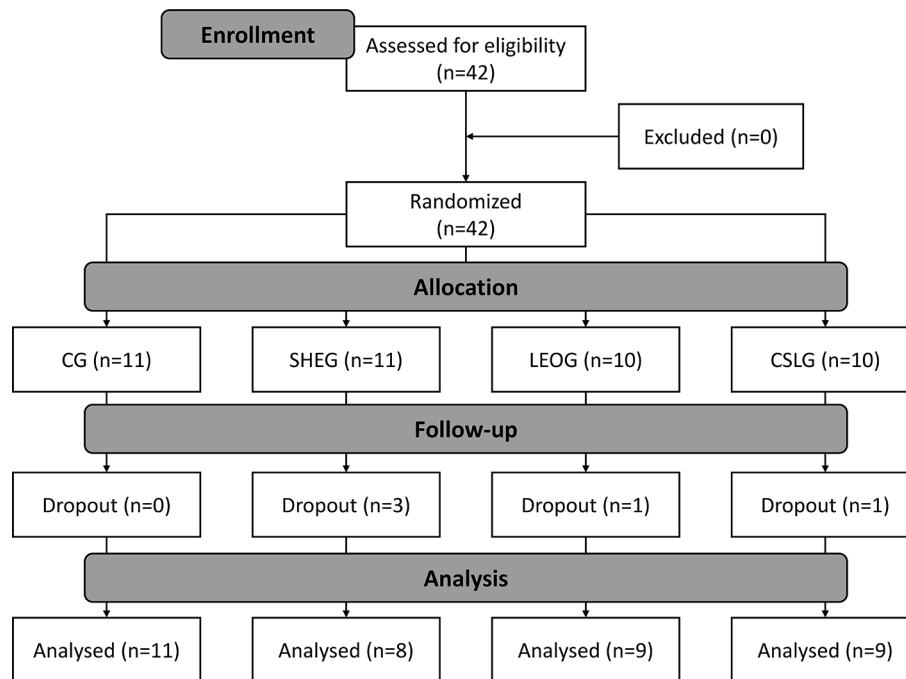 Enrollment
Assessed for eligibility
(n=42)
Excluded (n=0)
Randomized
(n=42)
Allocation
CG (n=11)
SHEG (n=11)
LEOG (n=10)
CSLG (n=10)
Follow-up
Dropout (n=0)
Dropout (n=3)
Dropout (n=1)
Dropout (n=1)
Analysis
Analysed (n=11)
Analysed (n=8)
Analysed (n=9)
Analysed (n=9)